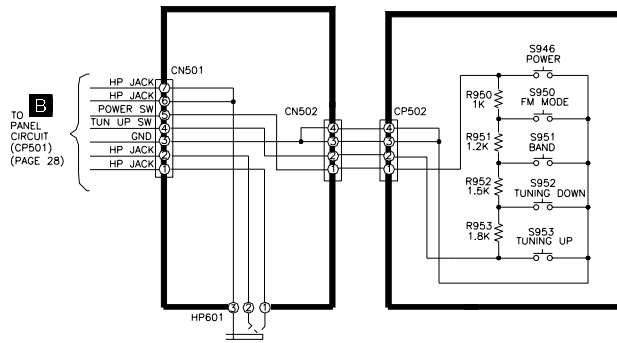 TO B
PANEL
CIRCUIT
(CP501)
(PAGE 28)
HP JACK
HP JACK
POWER SW
TUN UP SW
GND
HP JACK
HP JACK
CN501
7
6
5
4
3
2
1
HP601
3 2 1
CN502
4
3
2
1
CP502
4
3
2
1
R950
1K
R951
1.2K
R952
1.5K
R953
1.8K
S946
POWER
S950
FM MODE
S951
BAND
S952
TUNING DOWN
S953
TUNING UP